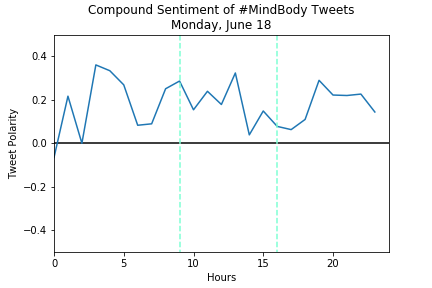 Compound Sentiment of #MindBody Tweets
Monday, June 18
0.4
0.2
0.0
−0.2
−0.4
Tweet Polarity
0 5 10 15 20
Hours